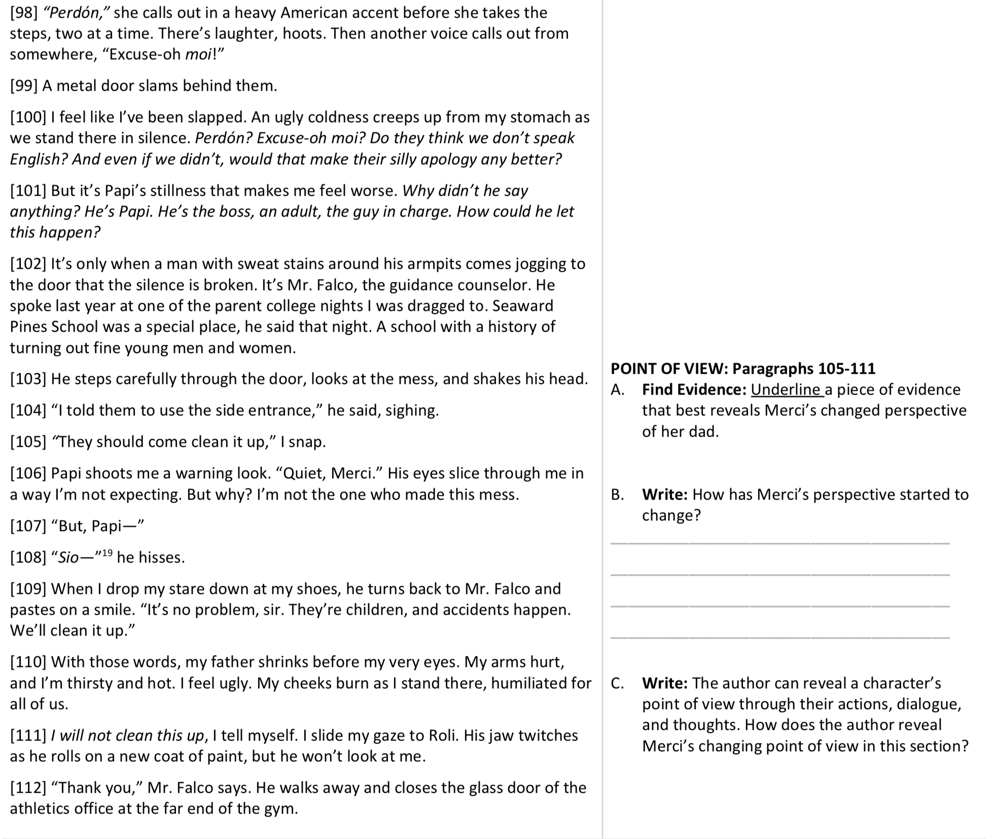 [98] “Perdón,” she calls out in a heavy American accent before she takes the
steps, two at a time. There’s laughter, hoots. Then another voice calls out from
somewhere, “Excuse-oh moi!”
[99] A metal door slams behind them.
[100] I feel like I’ve been slapped. An ugly coldness creeps up from my stomach as
we stand there in silence. Perdón? Excuse-oh moi? Do they think we don’t speak
English? And even if we didn’t, would that make their silly apology any better?
[101] But it’s Papi’s stillness that makes me feel worse. Why didn’t he say
anything? He’s Papi. He’s the boss, an adult, the guy in charge. How could he let
this happen?
[102] It’s only when a man with sweat stains around his armpits comes jogging to
the door that the silence is broken. It’s Mr. Falco, the guidance counselor. He
spoke last year at one of the parent college nights I was dragged to. Seaward
Pines School was a special place, he said that night. A school with a history of
turning out fine young men and women.
[103] He steps carefully through the door, looks at the mess, and shakes his head.
[104] “I told them to use the side entrance,” he said, sighing.
[105] “They should come clean it up,” I snap.
[106] Papi shoots me a warning look. “Quiet, Merci.” His eyes slice through me in
a way I’m not expecting. But why? I’m not the one who made this mess.
[107] “But, Papi—”
[108] “Sio—”19 he hisses.
[109] When I drop my stare down at my shoes, he turns back to Mr. Falco and
pastes on a smile. “It’s no problem, sir. They’re children, and accidents happen.
We’ll clean it up.”
[110] With those words, my father shrinks before my very eyes. My arms hurt,
and I’m thirsty and hot. I feel ugly. My cheeks burn as I stand there, humiliated for
all of us.
[111] I will not clean this up, I tell myself. I slide my gaze to Roli. His jaw twitches
as he rolls on a new coat of paint, but he won’t look at me.
[112] “Thank you,” Mr. Falco says. He walks away and closes the glass door of the
athletics office at the far end of the gym.
POINT OF VIEW: Paragraphs 105-111
A. Find Evidence: Underline a piece of evidence
that best reveals Merci’s changed perspective
of her dad.
B. Write: How has Merci’s perspective started to
change?
C. Write: The author can reveal a character’s
point of view through their actions, dialogue,
and thoughts. How does the author reveal
Merci’s changing point of view in this section?